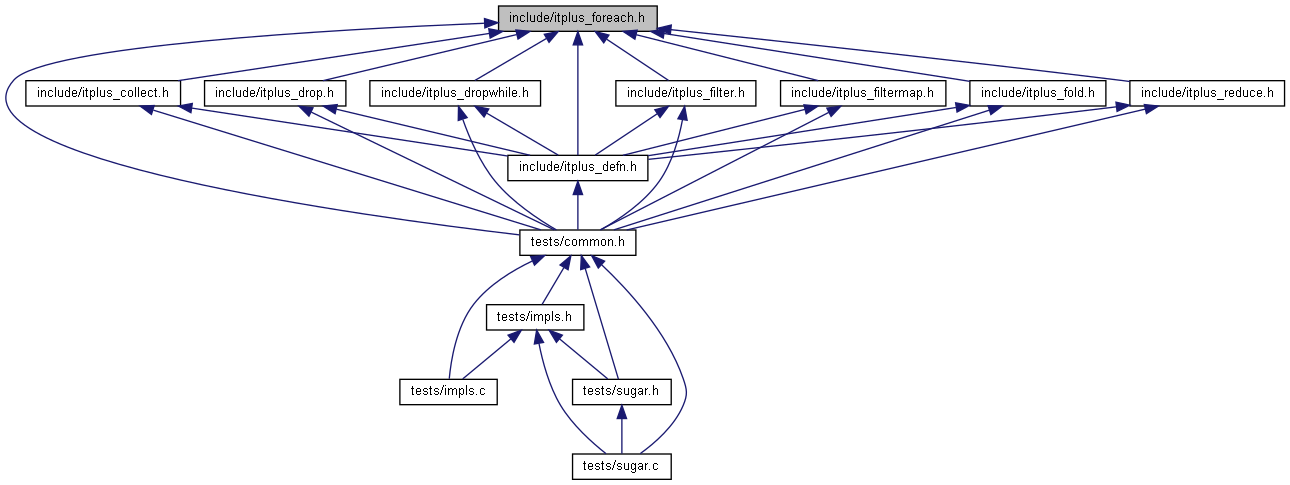 include/itplus_foreach.h
include/itplus_collect.h
include/itplus_drop.h
include/itplus_dropwhile.h
include/itplus_filter.h
include/itplus_filtermap.h
include/itplus_fold.h
include/itplus_reduce.h
include/itplus_defn.h
tests/common.h
tests/impls.h
tests/impls.c
tests/sugar.h
tests/sugar.c